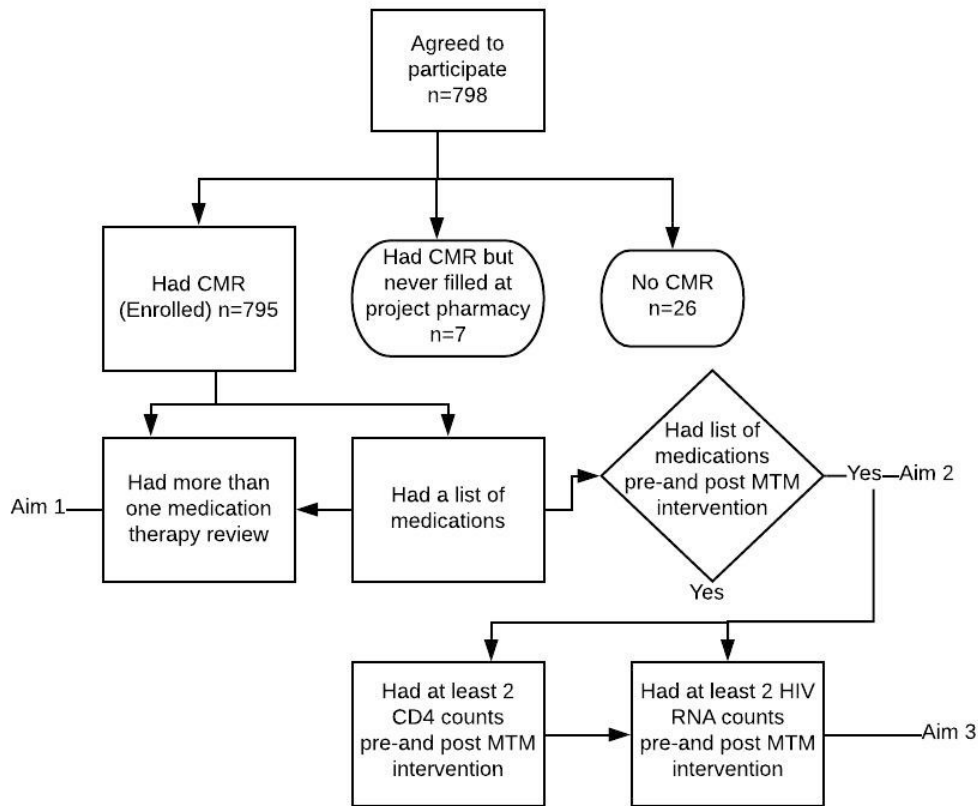 Agreed to
participate
n=798
Had CMR
(Enrolled) n=795
Had CMR but
never filled at
project pharmacy
n=7
No CMR
n=26
Aim 1
Had more than
one medication
therapy review
Had a list of
medications
Had list of
medications
pre-and post MTM
intervention
Yes
Aim 2
Yes
Had at least 2
CD4 counts
pre-and post MTM
intervention
Had at least 2 HIV
RNA counts
pre-and post MTM
intervention
Aim 3